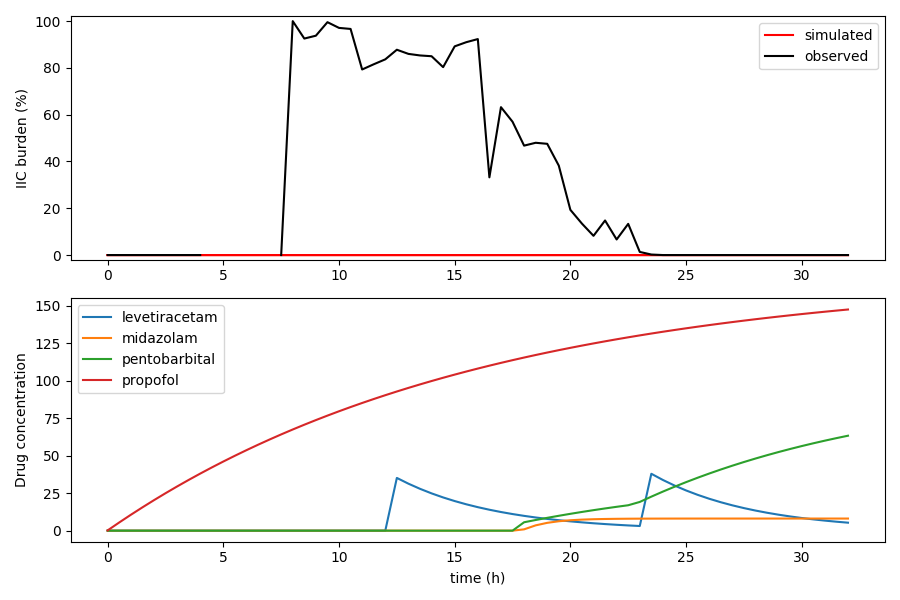 IIC burden (%)
100
80
60
40
20
0
simulated
observed
0 5 10 15 20 25 30
Drug concentration
150
125
100
75
50
25
0
levetiracetam
midazolam
pentobarbital
propofol
0 5 10 15 20 25 30
time (h)